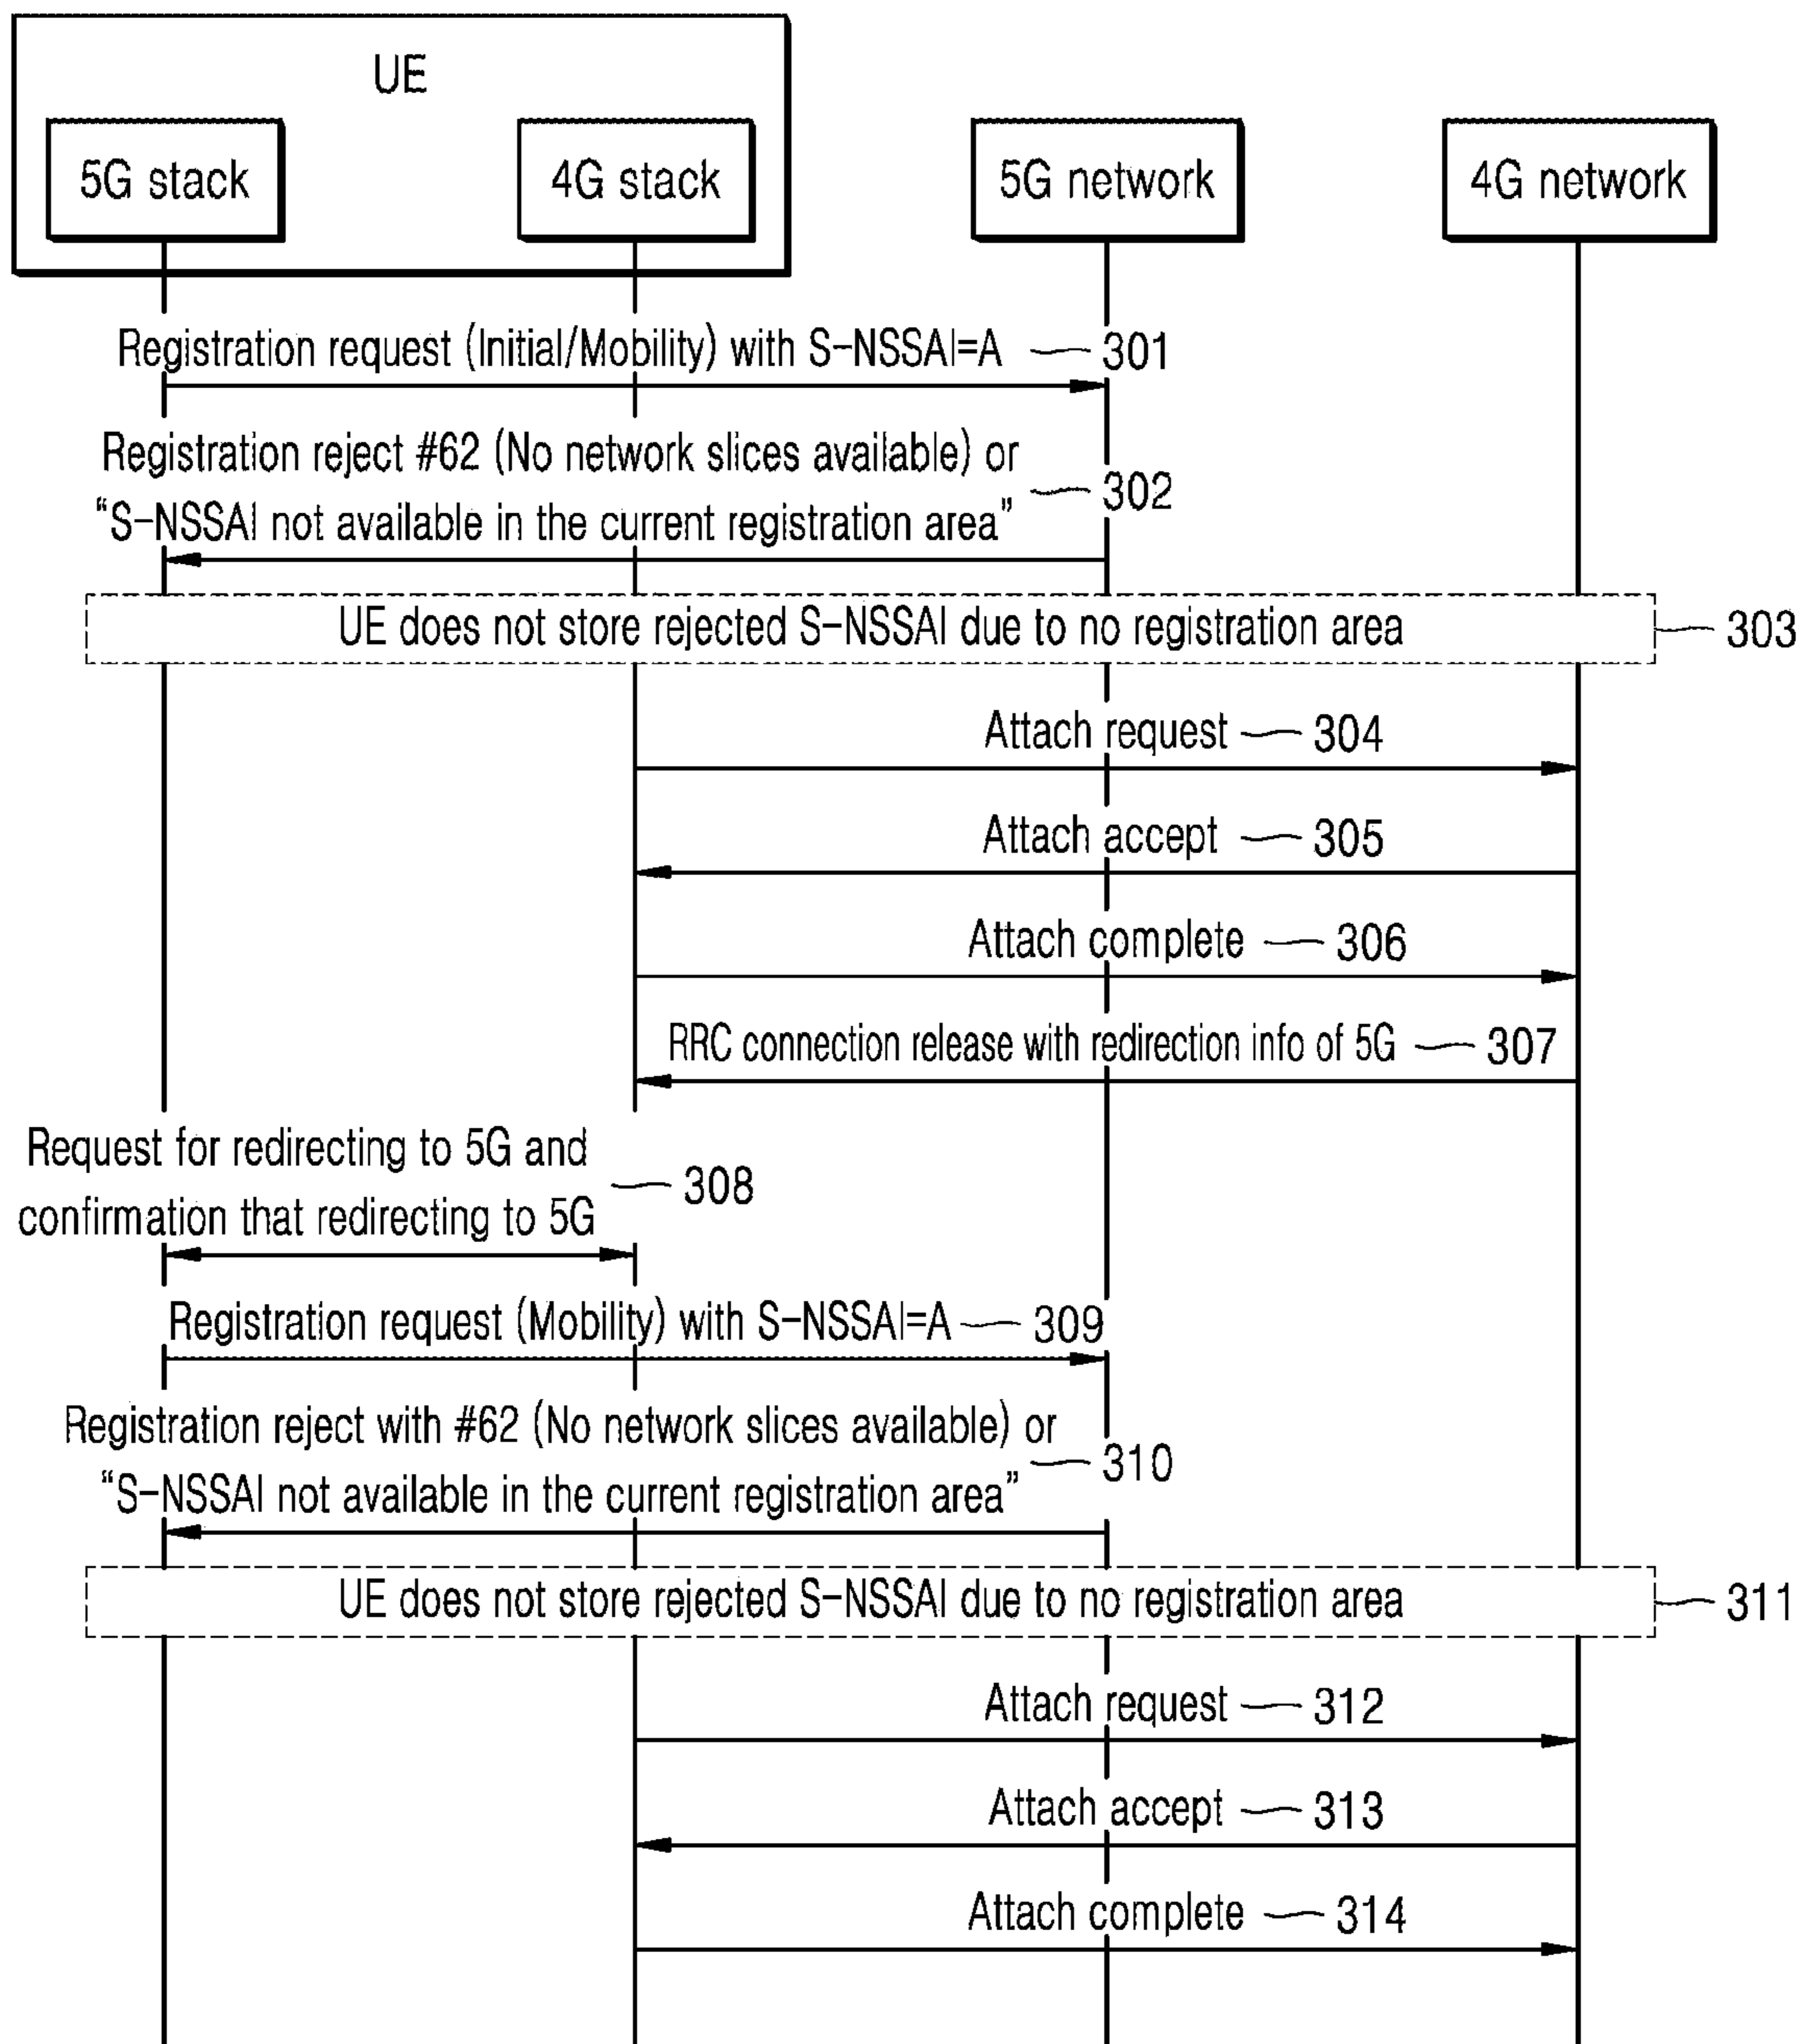 UE
5G stack
4G stack
5G network
4G network
Registration request (Initial/Mobility) with S-NSSAI=A 301
Registration reject #62 (No network slices available) or
“S-NSSAI not available in the current registration area” 302
UE does not store rejected S-NSSAI due to no registration area 303
Attach request 304
Attach accept 305
Attach complete 306
RRC connection release with redirection info of 5G 307
Request for redirecting to 5G and
confirmation that redirecting to 5G 308
Registration request (Mobility) with S-NSSAI=A 309
Registration reject with #62 (No network slices available) or
“S-NSSAI not available in the current registration area” 310
UE does not store rejected S-NSSAI due to no registration area 311
Attach request 312
Attach accept 313
Attach complete 314